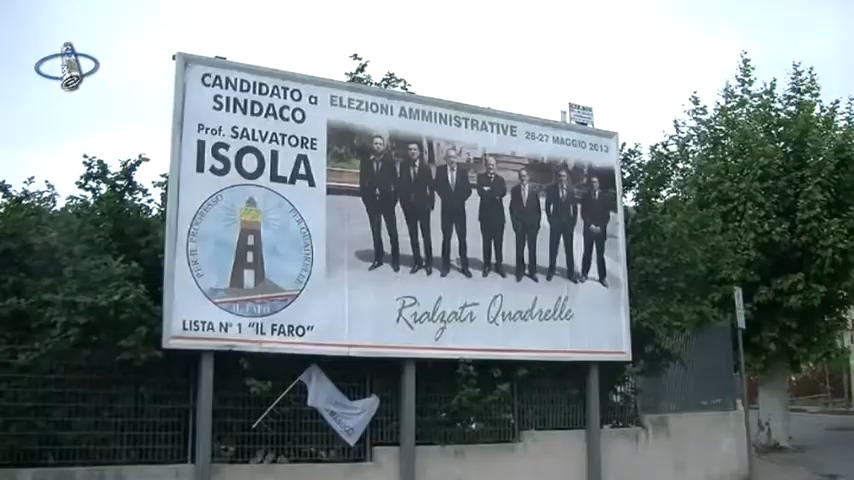 CANDIDATO a
SINDACO
Prof. SALVATORE
ISOLA
PER IL PROGRESSO
PER QUADRELLE
IL FARO
LISTA N° 1 "IL FARO"
ELEZIONI AMMINISTRATIVE 26-27 MAGGIO 2013
Rialzati Quadrelle